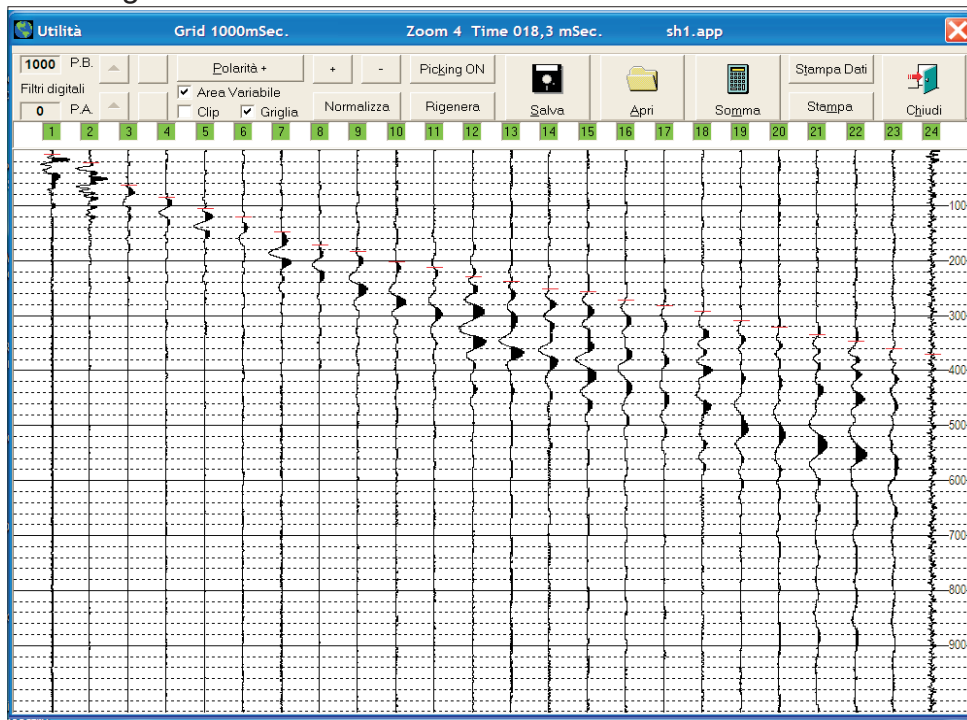 Utilità Grid 1000mSec. Zoom 4 Time 018,3 mSec. sh1.app
1000 P.B. Polarità + + - Picking ON Stampa Dati
Filtri digitali Area Variabile
0 P.A. Clip Griglia Normalizza Rigenera Salva Apri Somma Stampa Chiudi
1 2 3 4 5 6 7 8 9 10 11 12 13 14 15 16 17 18 19 20 21 22 23 24
100
200
300
400
500
600
700
800
900